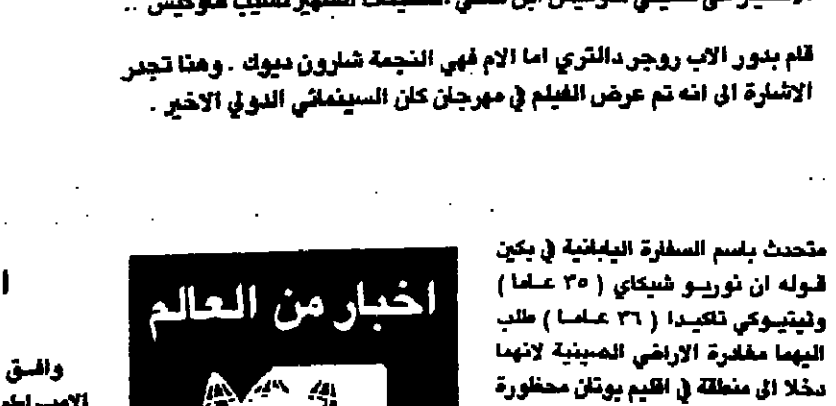 قام بدور الاب روجر دالتري اما الام فهي النجمة شارون ديوك . وهنا تجدر
الاشارة الى انه تم عرض الفيلم في مهرجان كان السينمائي الدولي الاخير .
متحدث باسم السفارة اليابانية في بكين
قوله ان نوريو شيكاي ( ٣٥ عاما )
ونيتيوكي تاكيدا ( ٣٦ عاما ) طلب
اليهما مغادرة الاراضي الصينية لانهما
دخلا الى منطقة في اقليم يونان محظورة
اخبار من العالم
وافق